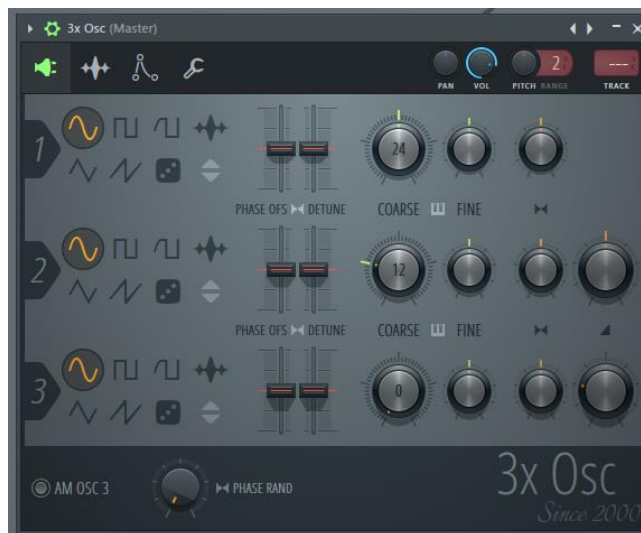 3x Osc (Master)
2
---
PAN VOL PITCH RANGE TRACK
1
24
PHASE OFS DETUNE COARSE FINE
2
12
PHASE OFS DETUNE COARSE FINE
3
0
AM OSC 3 PHASE RAND
3x Osc
Since 2000